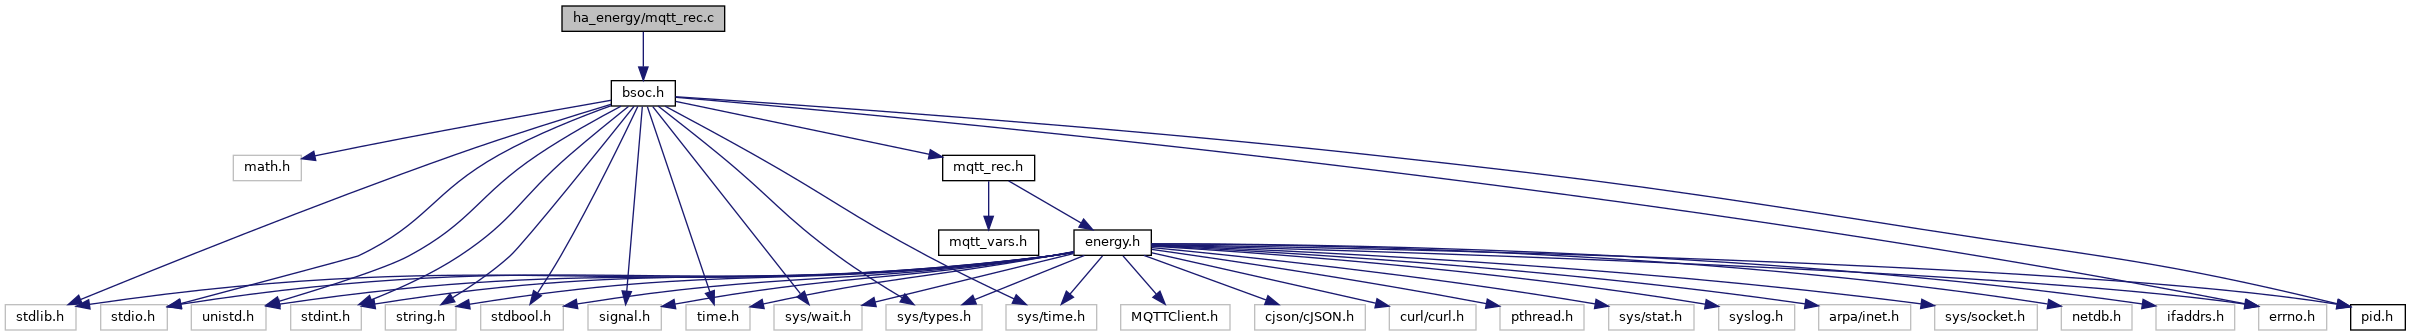 ha_energy/mqtt_rec.c
bsoc.h
math.h
mqtt_rec.h
mqtt_vars.h
energy.h
stdlib.h
stdio.h
unistd.h
stdint.h
string.h
stdbool.h
signal.h
time.h
sys/wait.h
sys/types.h
sys/time.h
MQTTClient.h
cjson/cJSON.h
curl/curl.h
pthread.h
sys/stat.h
syslog.h
arpa/inet.h
sys/socket.h
netdb.h
ifaddrs.h
errno.h
pid.h